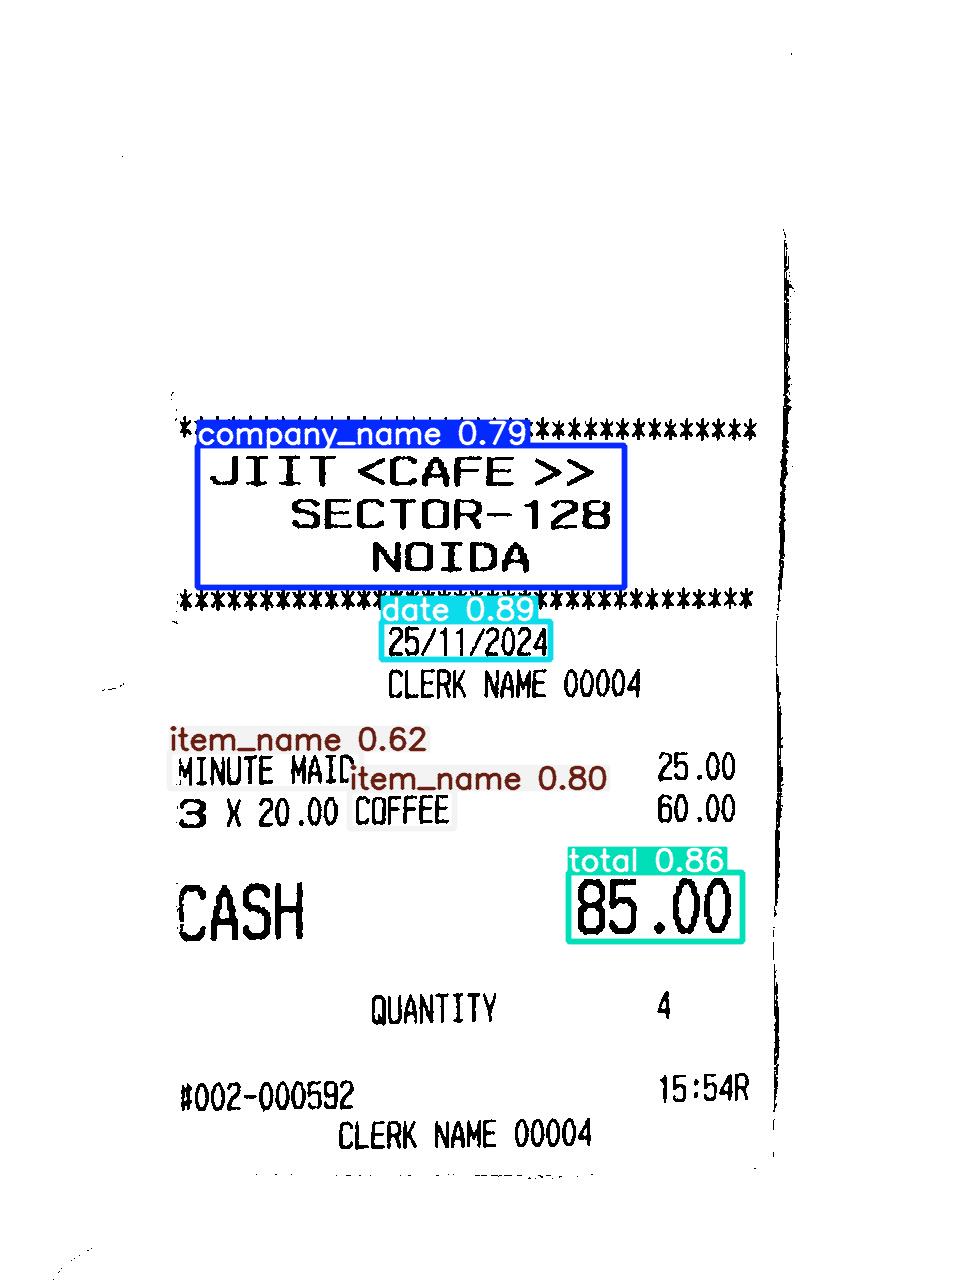 **************
company_name 0.79
JIIT <CAFE >>
SECTOR-128
NOIDA
************************************
date 0.89
25/11/2024
CLERK NAME 00004
item_name 0.62
MINUTE MAID 25.00
item_name 0.80
3 X 20.00 COFFEE 60.00
total 0.86
CASH 85.00
QUANTITY 4
#002-000592 15:54R
CLERK NAME 00004